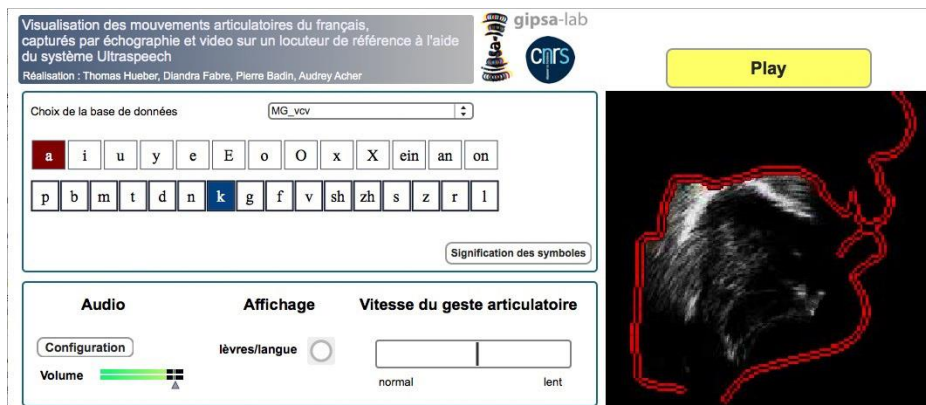 Visualisation des mouvements articulatoires du français,
capturés par échographie et video sur un locuteur de référence à l'aide
du système Ultraspeech
Réalisation : Thomas Hueber, Diandra Fabre, Pierre Badin, Audrey Acher
gipsa-lab
cnrs
Play
Choix de la base de données MG_vcv
a i u y e E o O x X ein an on
p b m t d n k g f v sh zh s z r l
Signification des symboles
Audio Affichage Vitesse du geste articulatoire
Configuration
lèvres/langue
Volume
normal lent